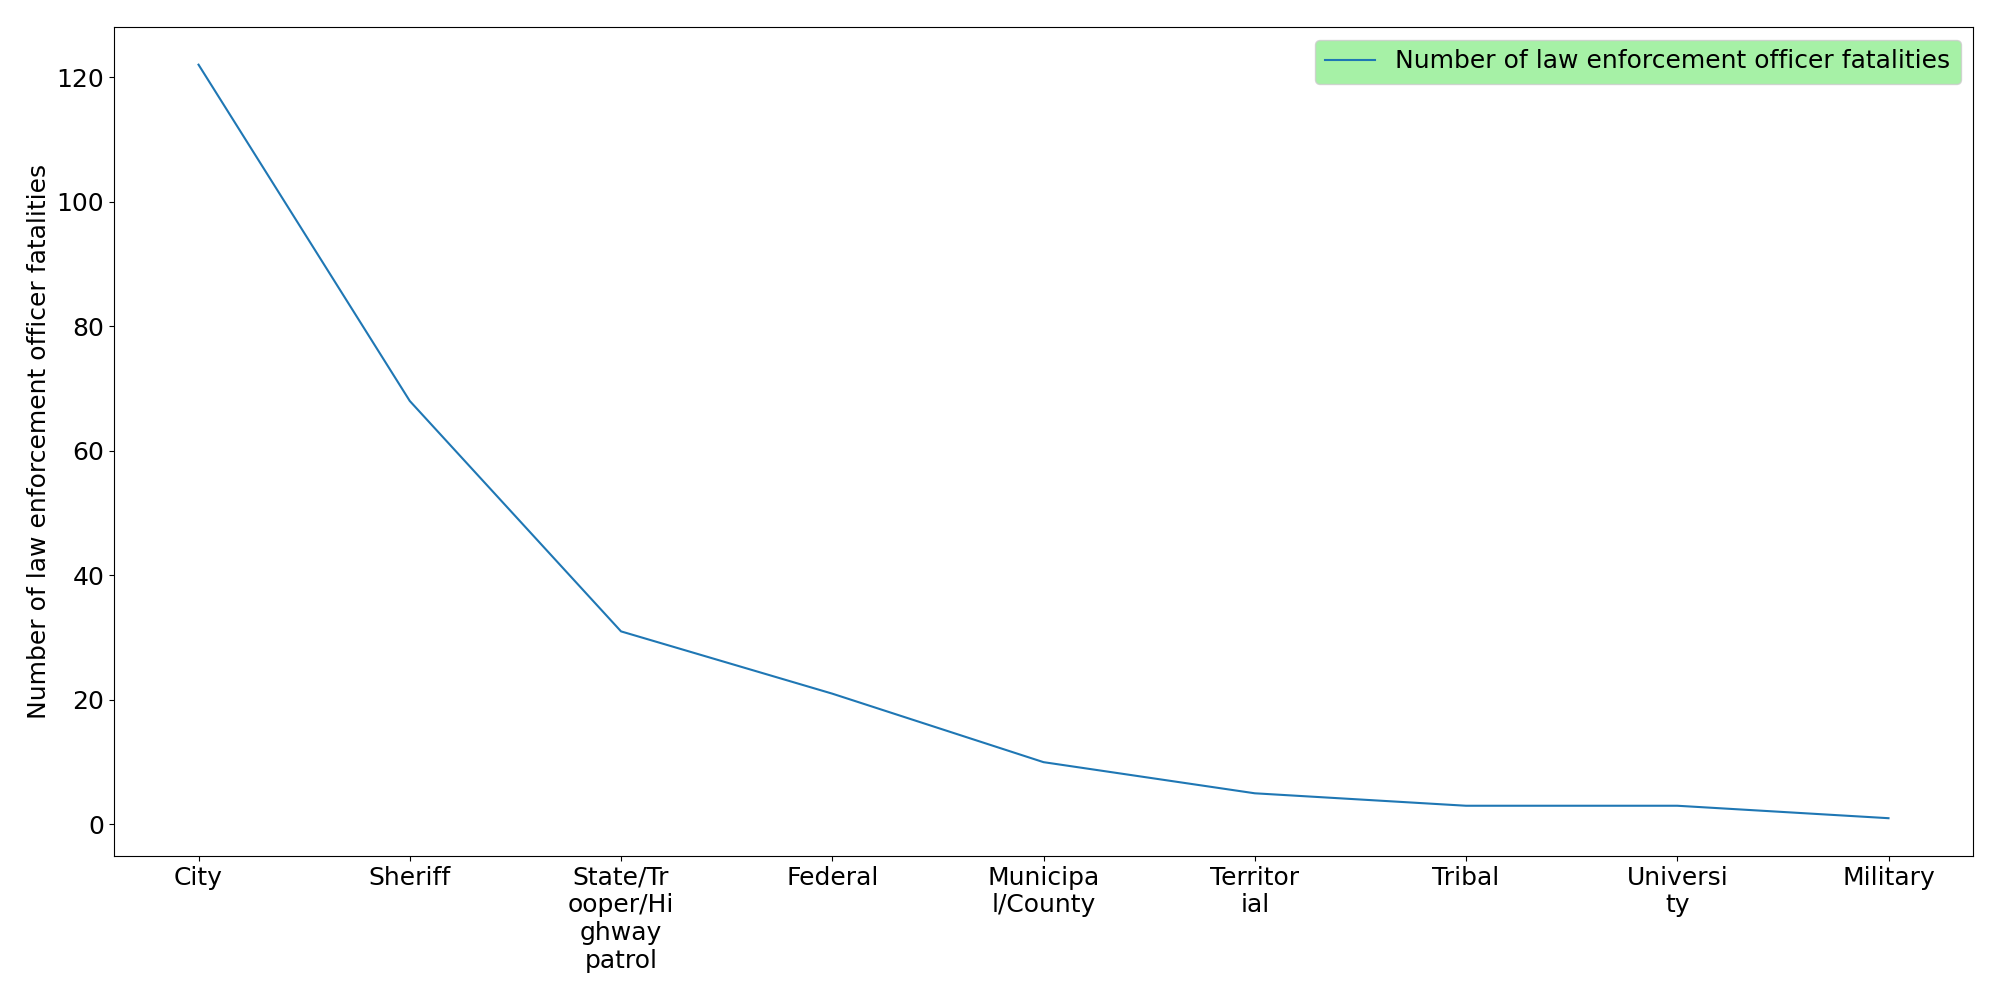 Number of law enforcement officer fatalities
Number of law enforcement officer fatalities
120
100
80
60
40
20
0
City
Sheriff
State/Tr
ooper/Hi
ghway
patrol
Federal
Municipa
l/County
Territor
ial
Tribal
Universi
ty
Military